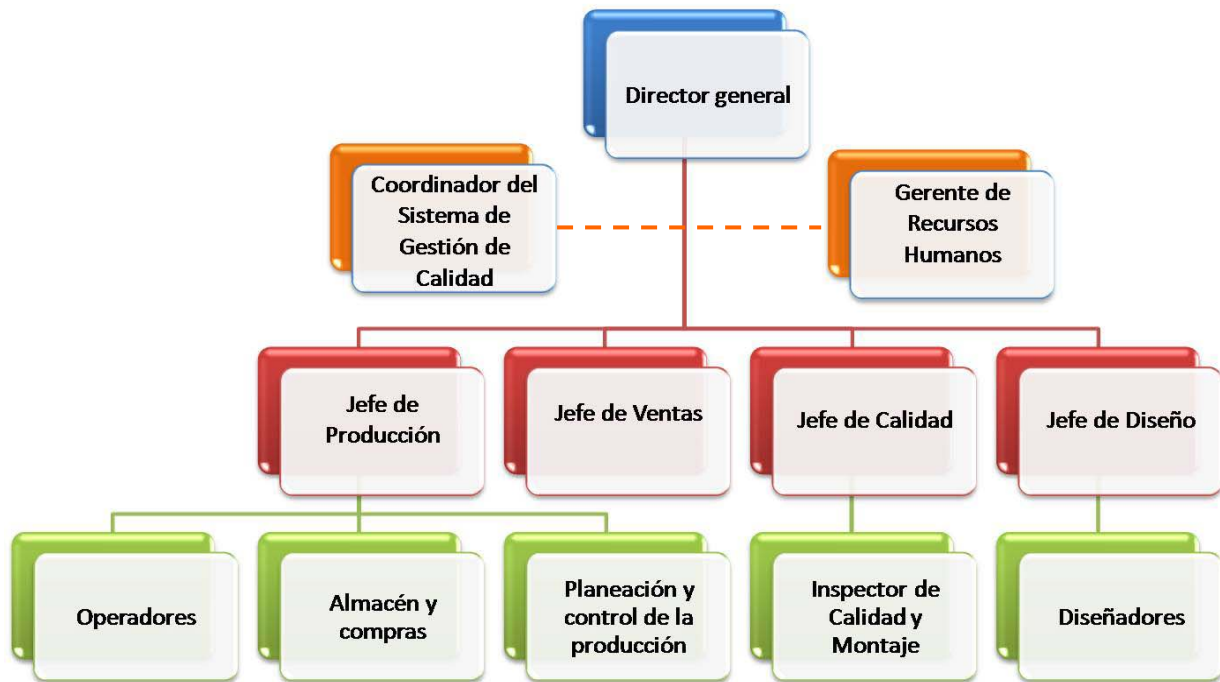 Director general
Coordinador del
Sistema de
Gestión de
Calidad
Gerente de
Recursos
Humanos
Jefe de
Producción
Jefe de Ventas
Jefe de Calidad
Jefe de Diseño
Operadores
Almacén y
compras
Planeación y
control de la
producción
Inspector de
Calidad y
Montaje
Diseñadores